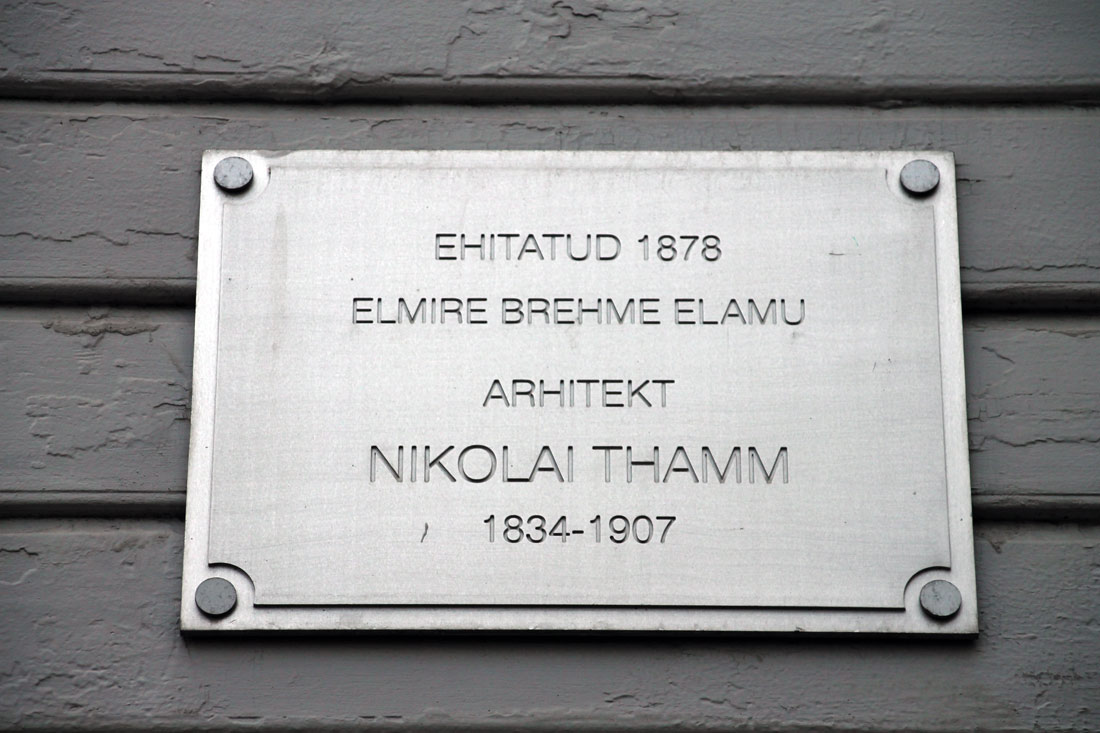 EHITATUD 1878
ELMIRE BREHME ELAMU
ARHITEKT
NIKOLAI THAMM
1834-1907